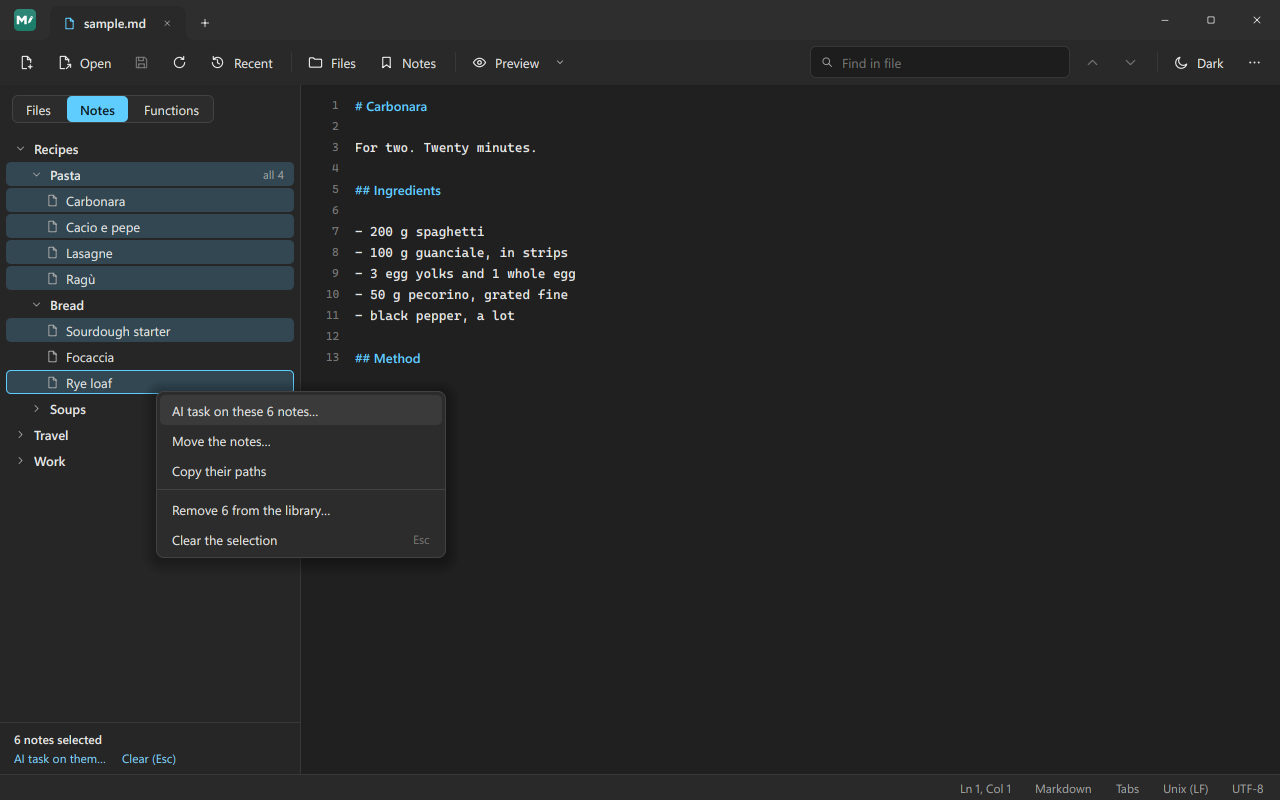 sample.md
Open
Recent
Files
Notes
Preview
Find in file
Dark
Files
Notes
Functions
Recipes
Pasta all 4
Carbonara
Cacio e pepe
Lasagne
Ragù
Bread
Sourdough starter
Focaccia
Rye loaf
Soups
Travel
Work
AI task on these 6 notes...
Move the notes...
Copy their paths
Remove 6 from the library...
Clear the selection Esc
1 # Carbonara
2
3 For two. Twenty minutes.
4
5 ## Ingredients
6
7 - 200 g spaghetti
8 - 100 g guanciale, in strips
9 - 3 egg yolks and 1 whole egg
10 - 50 g pecorino, grated fine
11 - black pepper, a lot
12
13 ## Method
6 notes selected
AI task on them... Clear (Esc)
Ln 1, Col 1 Markdown Tabs Unix (LF) UTF-8